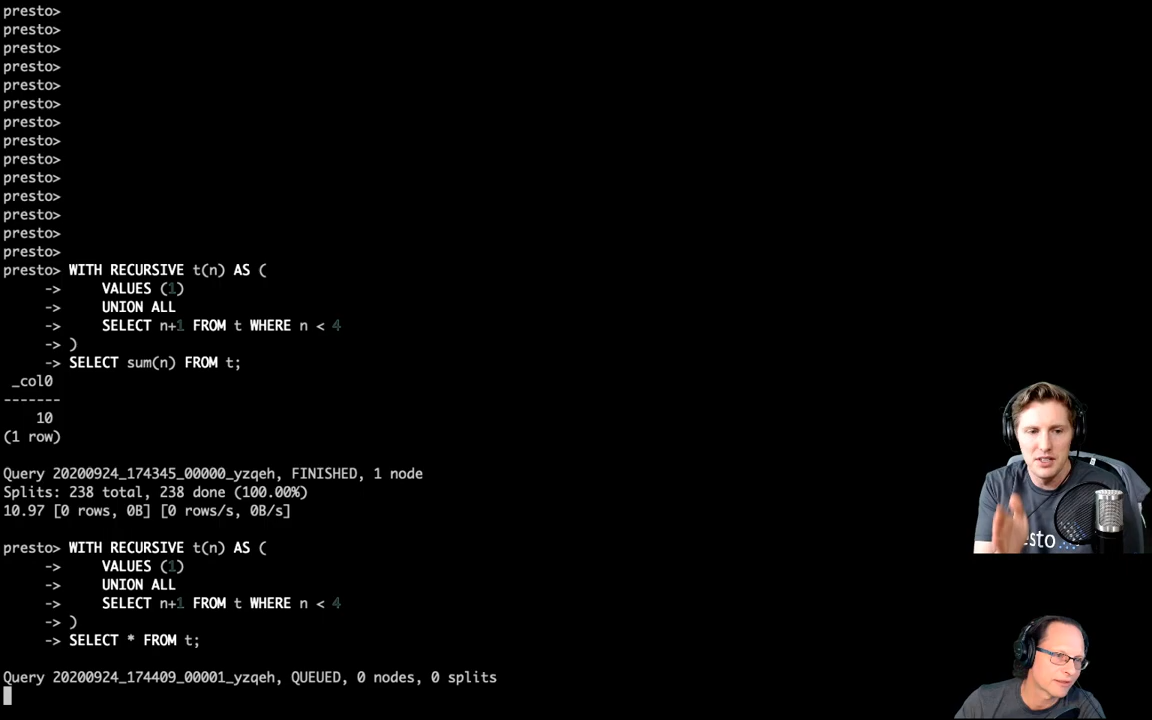 presto>
presto>
presto>
presto>
presto>
presto>
presto>
presto>
presto>
presto>
presto>
presto>
presto>
presto>
presto> WITH RECURSIVE t(n) AS (
-> VALUES (1)
-> UNION ALL
-> SELECT n+1 FROM t WHERE n < 4
-> )
-> SELECT sum(n) FROM t;
_col0
-------
10
(1 row)
Query 20200924_174345_00000_yzqeh, FINISHED, 1 node
Splits: 238 total, 238 done (100.00%)
10.97 [0 rows, 0B] [0 rows/s, 0B/s]
presto> WITH RECURSIVE t(n) AS (
-> VALUES (1)
-> UNION ALL
-> SELECT n+1 FROM t WHERE n < 4
-> )
-> SELECT * FROM t;
esto
Query 20200924_174409_00001_yzqeh, QUEUED, 0 nodes, 0 splits